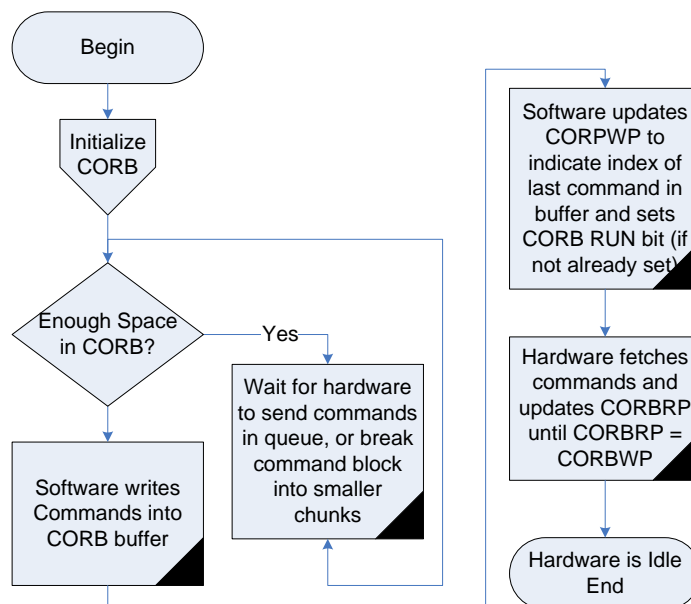 Begin
Initialize
CORB
Enough Space
in CORB?
Yes
Wait for hardware
to send commands
in queue, or break
command block
into smaller
chunks
Software writes
Commands into
CORB buffer
Software updates
CORPWP to
indicate index of
last command in
buffer and sets
CORB RUN bit (if
not already set)
Hardware fetches
commands and
updates CORBRP
until CORBRP =
CORBWP
Hardware is Idle
End